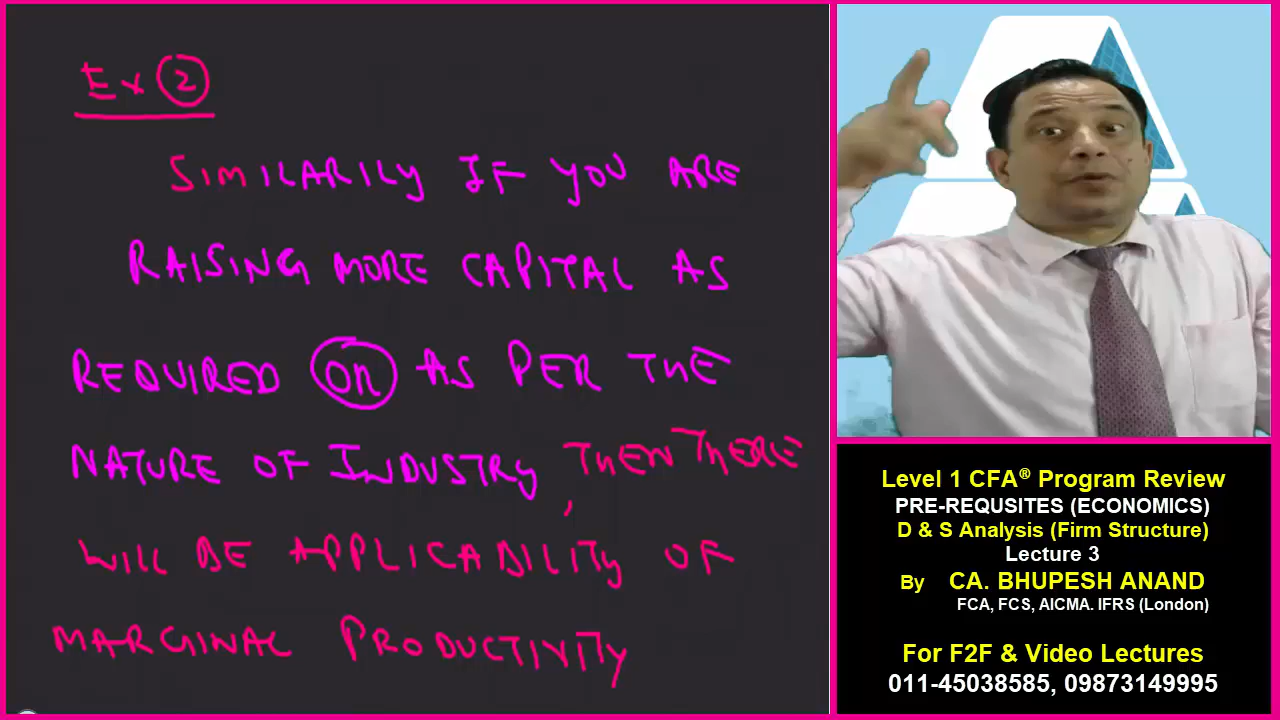 Ex 2
SIMILARILY IF YOU ARE
RAISING MORE CAPITAL AS
REQUIRED OR AS PER THE
NATURE OF INDUSTRY, THEN THERE
WILL BE APPLICABILITY OF
MARGINAL PRODUCTIVITY
Level 1 CFA® Program Review
PRE-REQUSITES (ECONOMICS)
D & S Analysis (Firm Structure)
Lecture 3
By CA. BHUPESH ANAND
FCA, FCS, AICMA. IFRS (London)
For F2F & Video Lectures
011-45038585, 09873149995